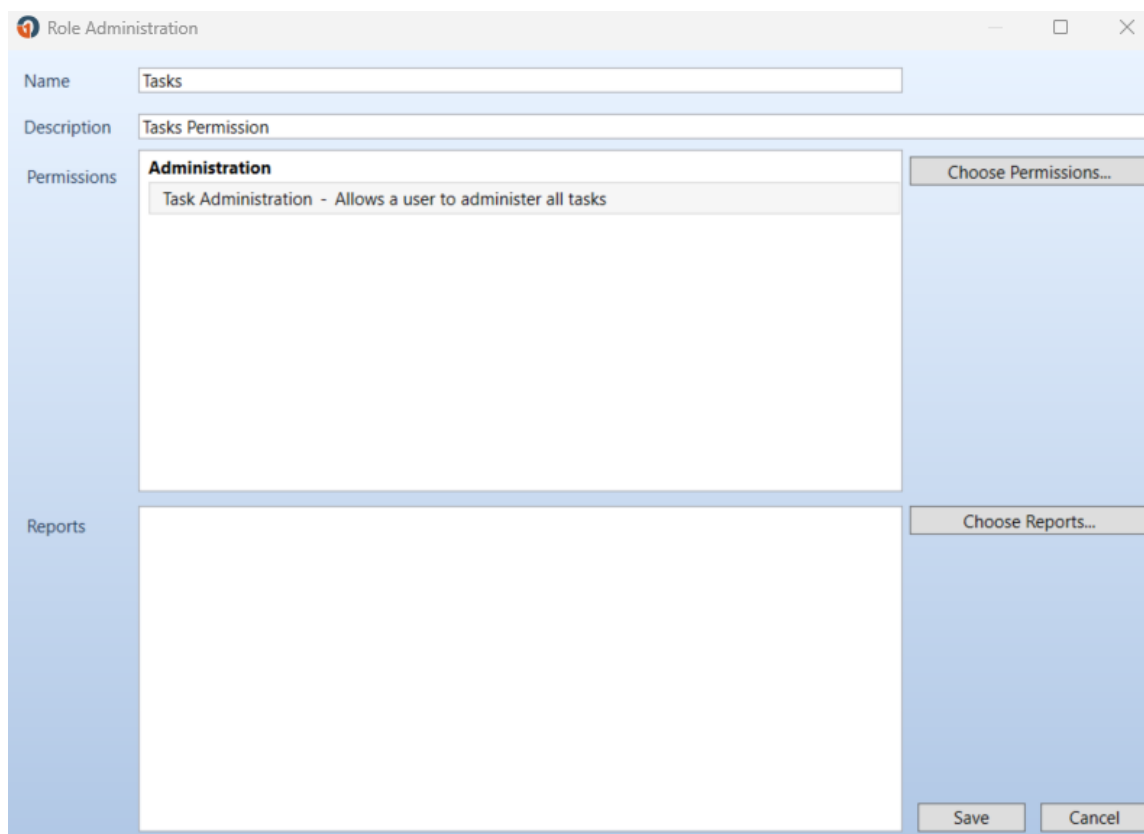 Role Administration
Name
Tasks
Description
Tasks Permission
Permissions
Administration
Task Administration - Allows a user to administer all tasks
Choose Permissions...
Reports
Choose Reports...
Save
Cancel